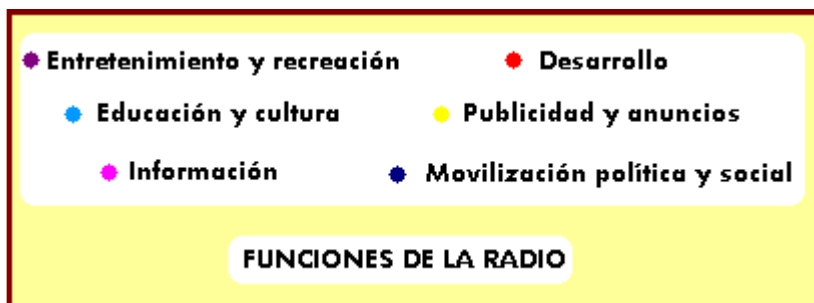 Entretenimiento y recreación
Desarrollo
Educación y cultura
Publicidad y anuncios
Información
Movilización política y social
FUNCIONES DE LA RADIO